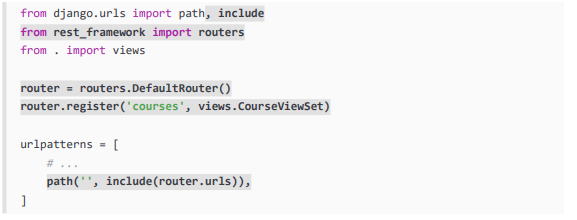 from django.urls import path, include
from rest_framework import routers
from . import views
router = routers.DefaultRouter()
router.register('courses', views.CourseViewSet)
urlpatterns = [
    # ...
    path('', include(router.urls)),
]